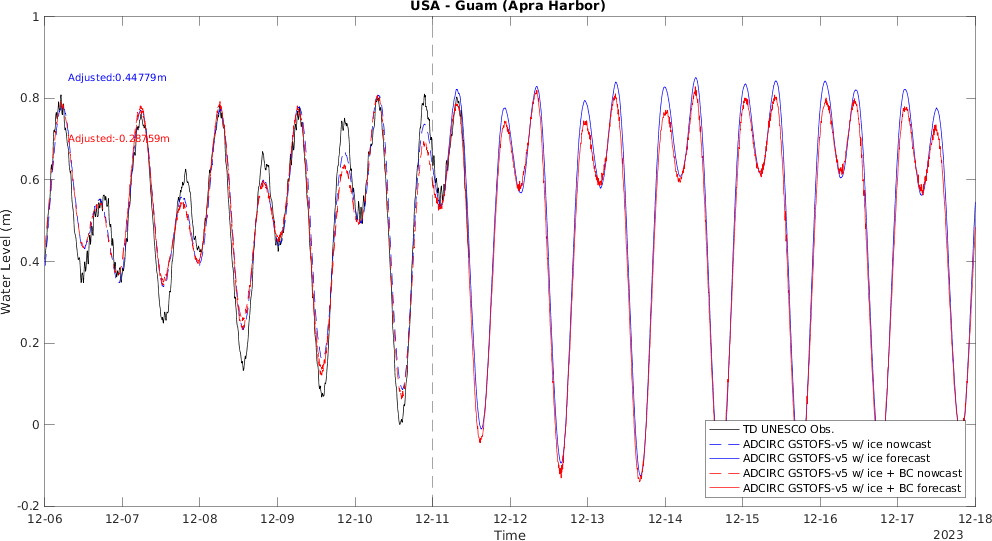 USA - Guam (Apra Harbor)
1
Adjusted:0.44779m
0.8
Adjusted:-0.28759m
0.6
0.4
0.2
0
-0.2
Water Level (m)
TD UNESCO Obs.
ADCIRC GSTOFS-v5 w/ ice nowcast
ADCIRC GSTOFS-v5 w/ ice forecast
ADCIRC GSTOFS-v5 w/ ice + BC nowcast
ADCIRC GSTOFS-v5 w/ ice + BC forecast
12-06 12-07 12-08 12-09 12-10 12-11 12-12 12-13 12-14 12-15 12-16 12-17 12-18
Time
2023